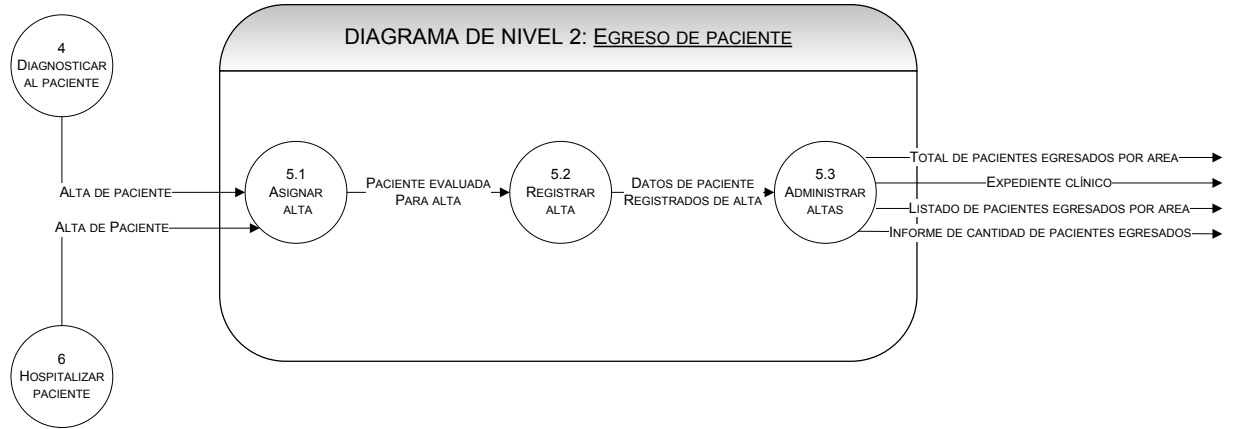 DIAGRAMA DE NIVEL 2: EGRESO DE PACIENTE
4
DIAGNOSTICAR
AL PACIENTE
ALTA DE PACIENTE
ALTA DE PACIENTE
6
HOSPITALIZAR
PACIENTE
5.1
ASIGNAR
ALTA
PACIENTE EVALUADA
PARA ALTA
5.2
REGISTRAR
ALTA
DATOS DE PACIENTE
REGISTRADOS DE ALTA
5.3
ADMINISTRAR
ALTAS
TOTAL DE PACIENTES EGRESADOS POR AREA
EXPEDIENTE CLÍNICO
LISTADO DE PACIENTES EGRESADOS POR AREA
INFORME DE CANTIDAD DE PACIENTES EGRESADOS